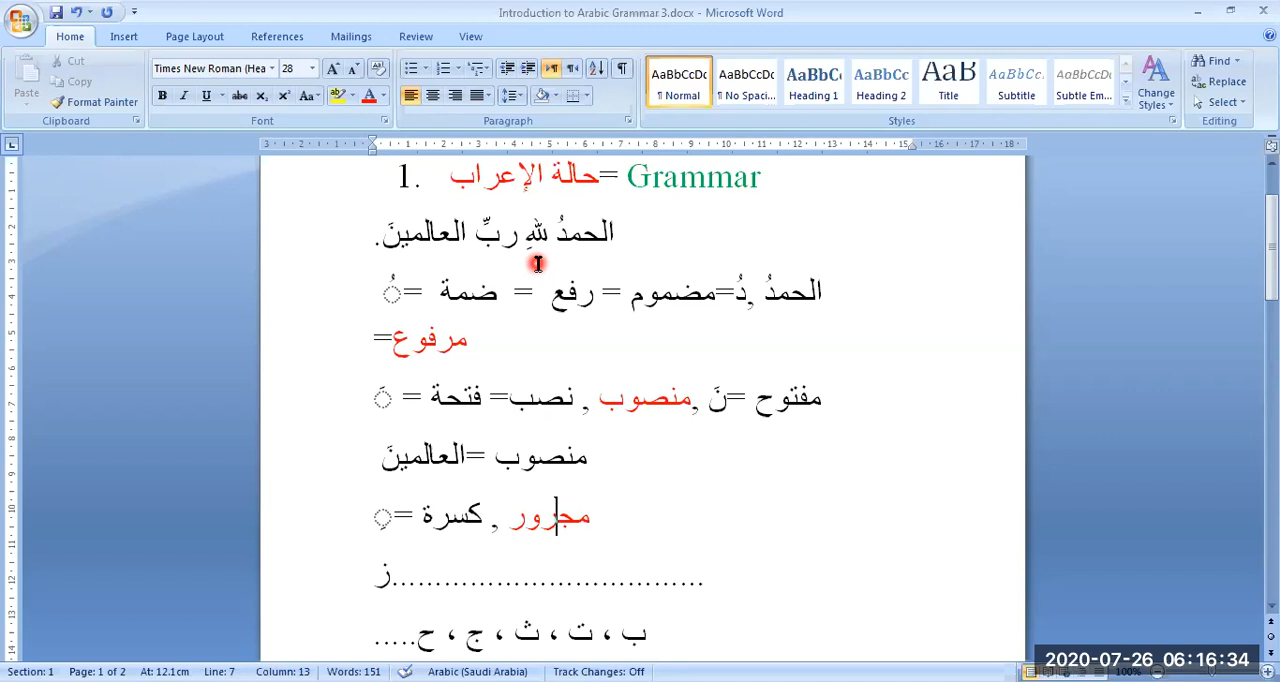 Introduction to Arabic Grammar 3.docx - Microsoft Word
Home Insert Page Layout References Mailings Review View
Cut
Copy
Paste
Format Painter
Clipboard
Times New Roman (Hea 28
Font
Paragraph
AaBbCcDc AaBbCcDc AaBbC AaBbCc AaB AaBbCc. AaBbCcDc
¶ Normal ¶ No Spaci... Heading 1 Heading 2 Title Subtitle Subtle Em...
Styles
Change Styles
Find
Replace
Select
Editing
1. حالة الإعراب= Grammar
الحمدُ للهِ ربِّ العالمينَ.
الحمدُ ,دُ=مضموم = رفع = ضمة = ُ
مرفوع=
مفتوح =نَ ,منصوب , نصب= فتحة = َ
منصوب =العالمينَ
مجرور , كسرة = ِ
......................................ز
ب ، ت ، ث ، ج ، ح.....
Section: 1 Page: 1 of 2 At: 12.1cm Line: 7 Column: 13 Words: 151 Arabic (Saudi Arabia) Track Changes: Off 100%
2020-07-26 06:16:34